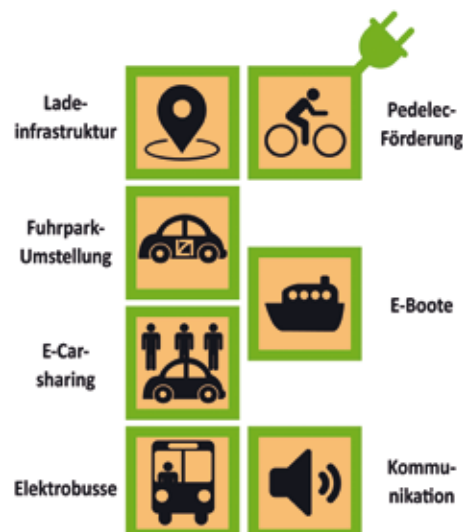 Lade-
infrastruktur
Pedelec-
Förderung
Fuhrpark-
Umstellung
E-Boote
E-Car-
sharing
Elektrobusse
Kommu-
nikation